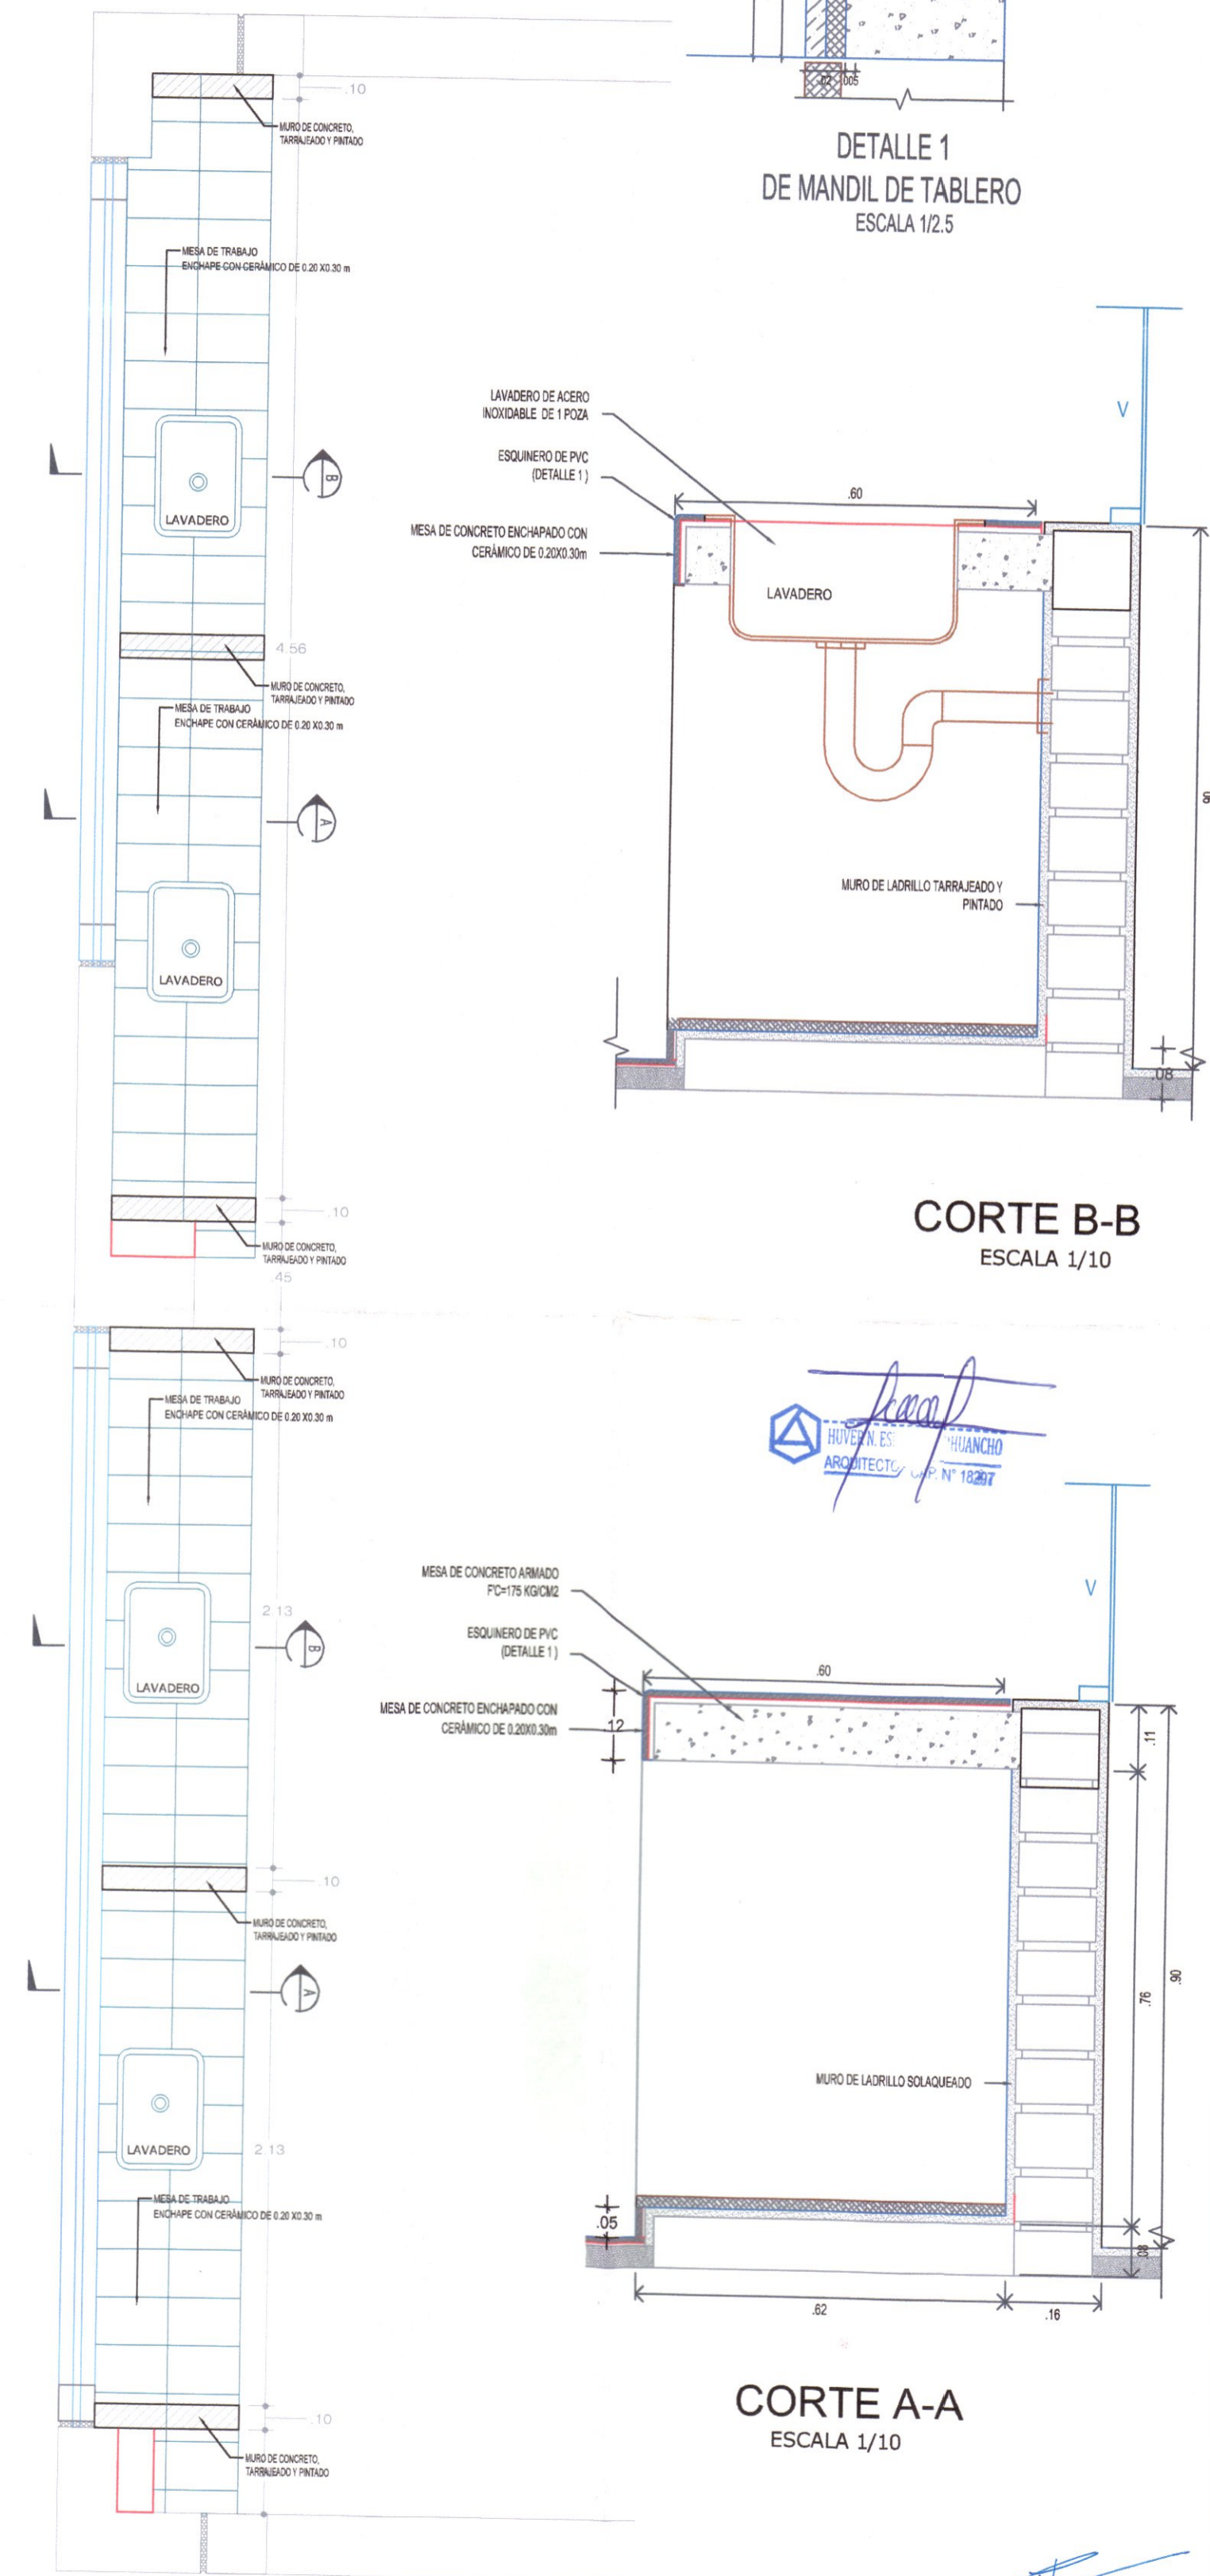 .02 .005
DETALLE 1
DE MANDIL DE TABLERO
ESCALA 1/2.5
.10
MURO DE CONCRETO,
TARRAJEADO Y PINTADO
MESA DE TRABAJO
ENCHAPE CON CERÁMICO DE 0.20 X0.30 m
B
LAVADERO
4.56
MURO DE CONCRETO,
TARRAJEADO Y PINTADO
MESA DE TRABAJO
ENCHAPE CON CERÁMICO DE 0.20 X0.30 m
A
LAVADERO
.10
MURO DE CONCRETO,
TARRAJEADO Y PINTADO
.45
LAVADERO DE ACERO
INOXIDABLE DE 1 POZA
ESQUINERO DE PVC
(DETALLE 1 )
MESA DE CONCRETO ENCHAPADO CON
CERÁMICO DE 0.20X0.30m
.60
V
LAVADERO
MURO DE LADRILLO TARRAJEADO Y
PINTADO
.08
CORTE B-B
ESCALA 1/10
.10
MURO DE CONCRETO,
TARRAJEADO Y PINTADO
MESA DE TRABAJO
ENCHAPE CON CERÁMICO DE 0.20 X0.30 m
2.13
B
LAVADERO
.10
MURO DE CONCRETO,
TARRAJEADO Y PINTADO
A
LAVADERO
2.13
MESA DE TRABAJO
ENCHAPE CON CERÁMICO DE 0.20 X0.30 m
.10
MURO DE CONCRETO,
TARRAJEADO Y PINTADO
HUVER N. ES HUANCHO
ARQUITECTO CAP. N°
MESA DE CONCRETO ARMADO
F'C=175 KG/CM2
ESQUINERO DE PVC
(DETALLE 1 )
MESA DE CONCRETO ENCHAPADO CON
CERÁMICO DE 0.20X0.30m
.60
V
.12
.11
.90
.76
MURO DE LADRILLO SOLAQUEADO
.05
.08
.62
.16
CORTE A-A
ESCALA 1/10